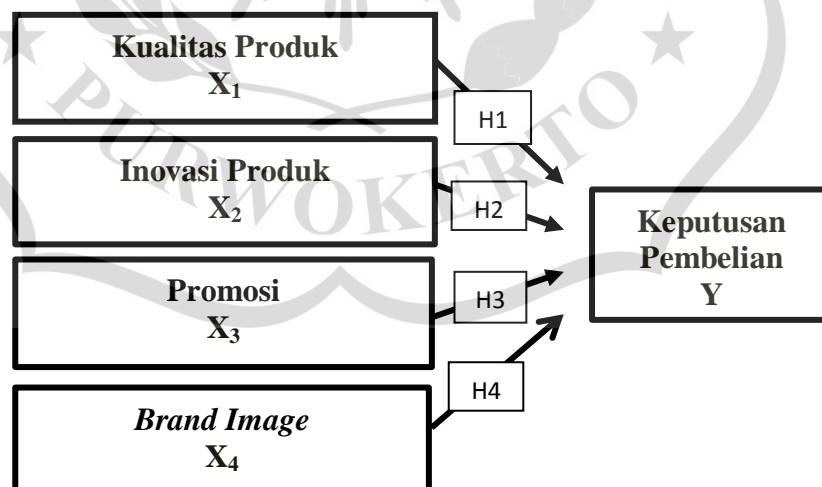 Kualitas Produk
X₁
H1
Inovasi Produk
X₂
H2
Keputusan
Pembelian
Y
Promosi
X₃
H3
Brand Image
X₄
H4
PURWOKERTO